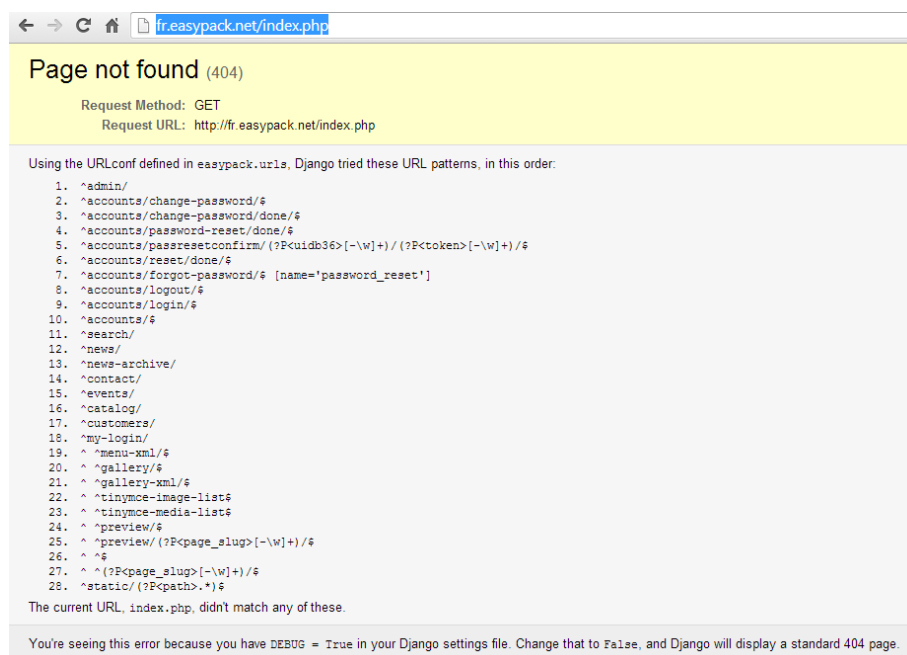 fr.easypack.net/index.php
Page not found (404)
Request Method: GET
Request URL: http://fr.easypack.net/index.php
Using the URLconf defined in easypack.urls, Django tried these URL patterns, in this order:
1. ^admin/
2. ^accounts/change-password/$
3. ^accounts/change-password/done/$
4. ^accounts/password-reset/done/$
5. ^accounts/passresetconfirm/(?P<uidb36>[-\w]+)/(?P<token>[-\w]+)/$
6. ^accounts/reset/done/$
7. ^accounts/forgot-password/$ [name='password_reset']
8. ^accounts/logout/$
9. ^accounts/login/$
10. ^accounts/$
11. ^search/
12. ^news/
13. ^news-archive/
14. ^contact/
15. ^events/
16. ^catalog/
17. ^customers/
18. ^my-login/
19. ^ ^menu-xml/$
20. ^ ^gallery/$
21. ^ ^gallery-xml/$
22. ^ ^tinymce-image-list$
23. ^ ^tinymce-media-list$
24. ^ ^preview/$
25. ^ ^preview/(?P<page_slug>[-\w]+)/$
26. ^ ^$
27. ^ ^(?P<page_slug>[-\w]+)/$
28. ^static/(?P<path>.*)$
The current URL, index.php, didn't match any of these.
You're seeing this error because you have DEBUG = True in your Django settings file. Change that to False, and Django will display a standard 404 page.